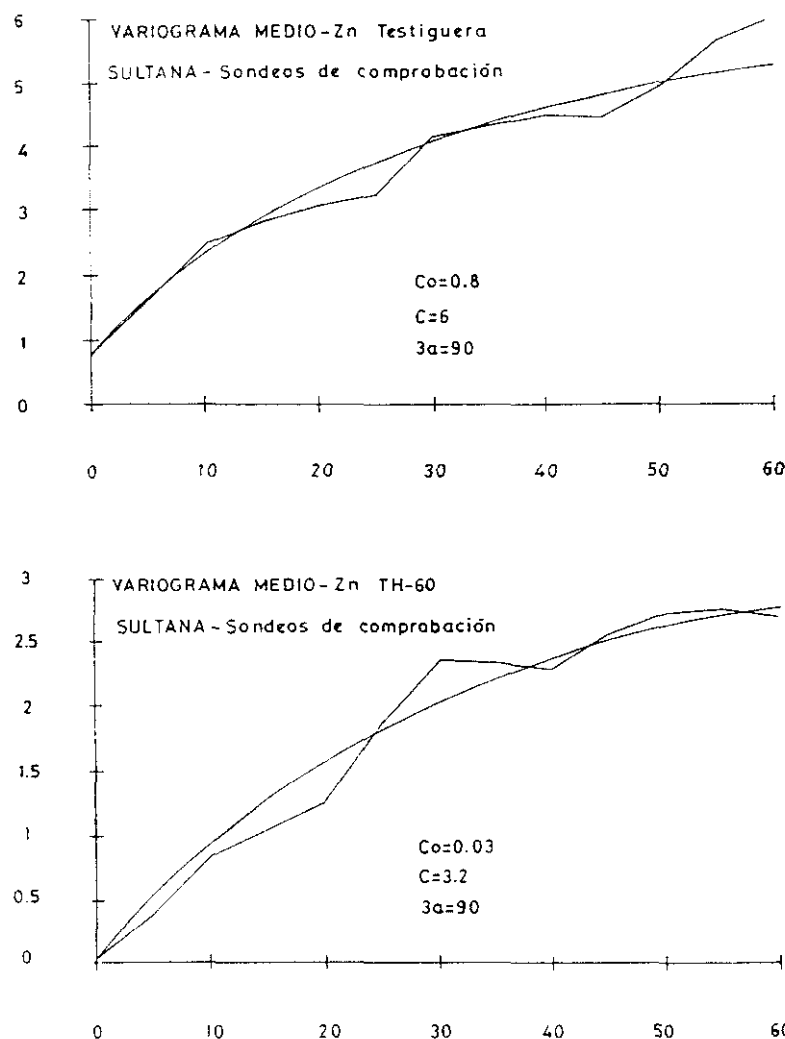 6
VARIOGRAMA MEDIO-Zn Testiguera
SULTANA-Sondeos de comprobación
5
4
3
2
Co=0.8
C=6
1
3a=90
0
0 10 20 30 40 50 60
3
VARIOGRAMA MEDIO-Zn TH-60
SULTANA-Sondeos de comprobación
2.5
2
1.5
1
Co=0.03
C=3.2
0.5
3a=90
0
0 10 20 30 40 50 60